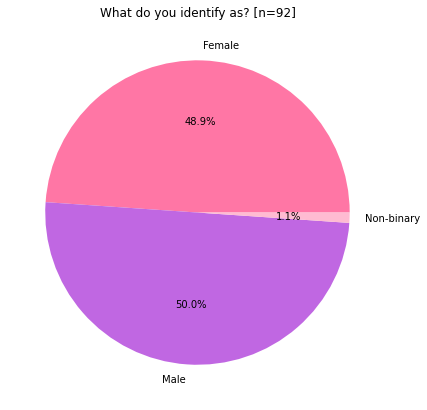 What do you identify as? [n=92]
Female
48.9%
1.1%
Non-binary
50.0%
Male